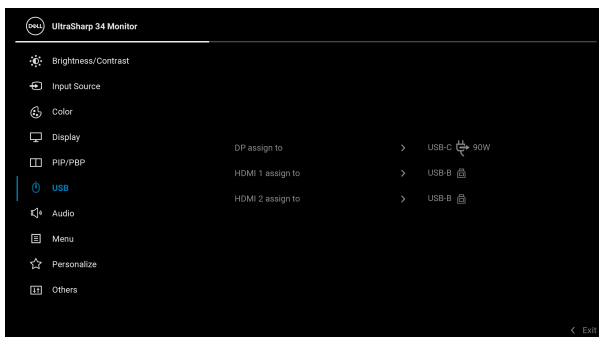 DELL UltraSharp 34 Monitor
Brightness/Contrast
Input Source
Color
Display
DP assign to USB-C 90W
PIP/PBP
HDMI 1 assign to USB-B
USB
HDMI 2 assign to USB-B
Audio
Menu
Personalize
Others
Exit